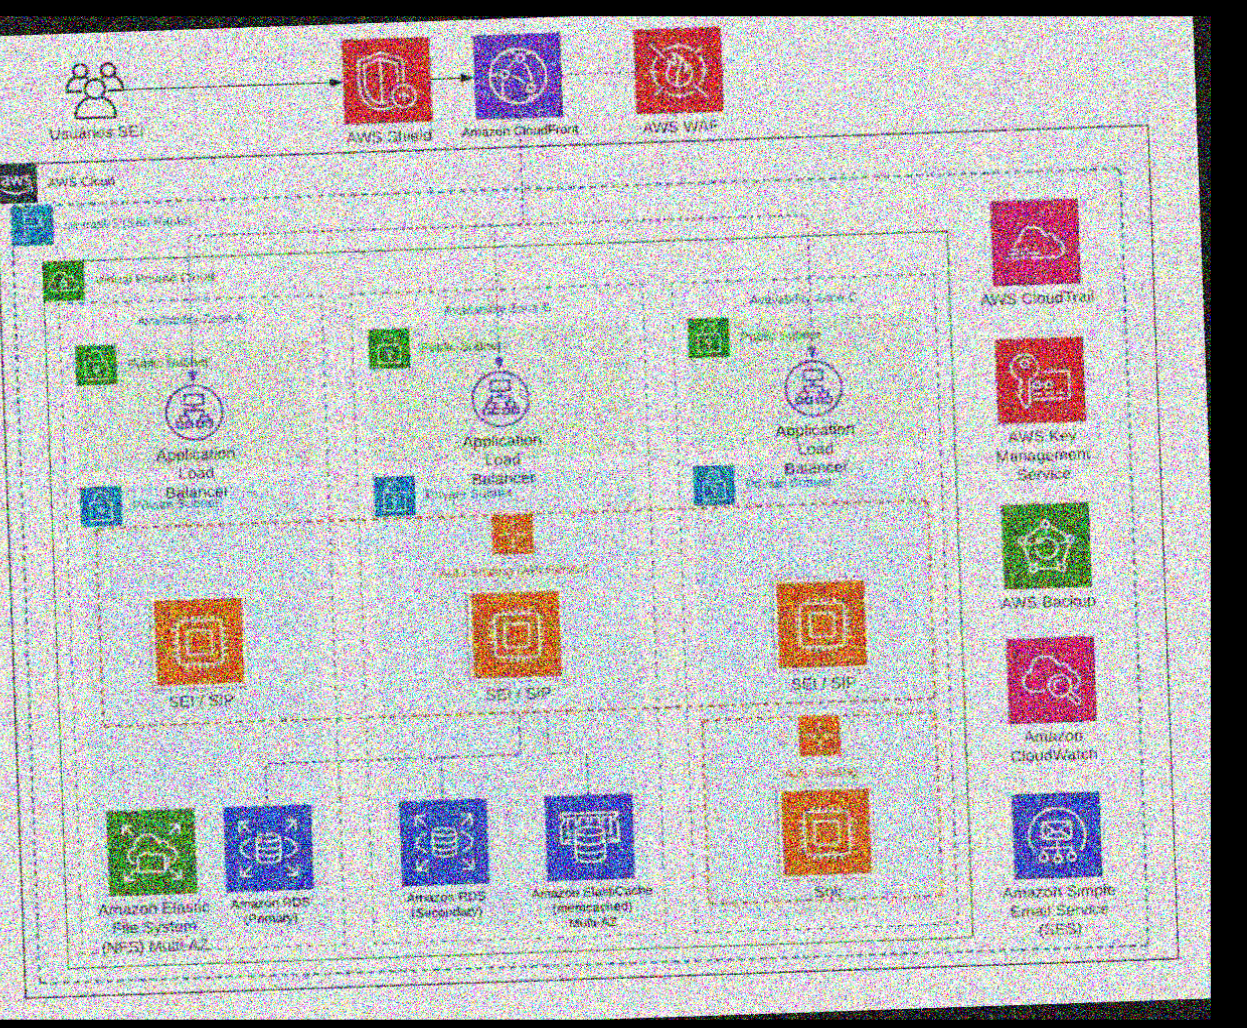 Usuários SEI
AWS Shield
Amazon CloudFront
AWS WAF
aws
AWS Cloud
Virtual Private Cloud
Availability Zone A
Availability Zone B
Availability Zone C
Public Subnet
Public Subnet
Public Subnet
Application
Load
Balancer
Application
Load
Balancer
Application
Load
Balancer
Private Subnet
Private Subnet
Private Subnet
Auto Scaling
SEI / SIP
SEI / SIP
SEI / SIP
Auto Scaling
Amazon Elastic
File System
(NFS) Multi-AZ
Amazon RDS
(Primary)
Amazon RDS
(Secondary)
Amazon ElastiCache
(memcached)
Multi-AZ
AWS CloudTrail
AWS Key
Management
Service
AWS Backup
Amazon
CloudWatch
Amazon Simple
Email Service
(SES)